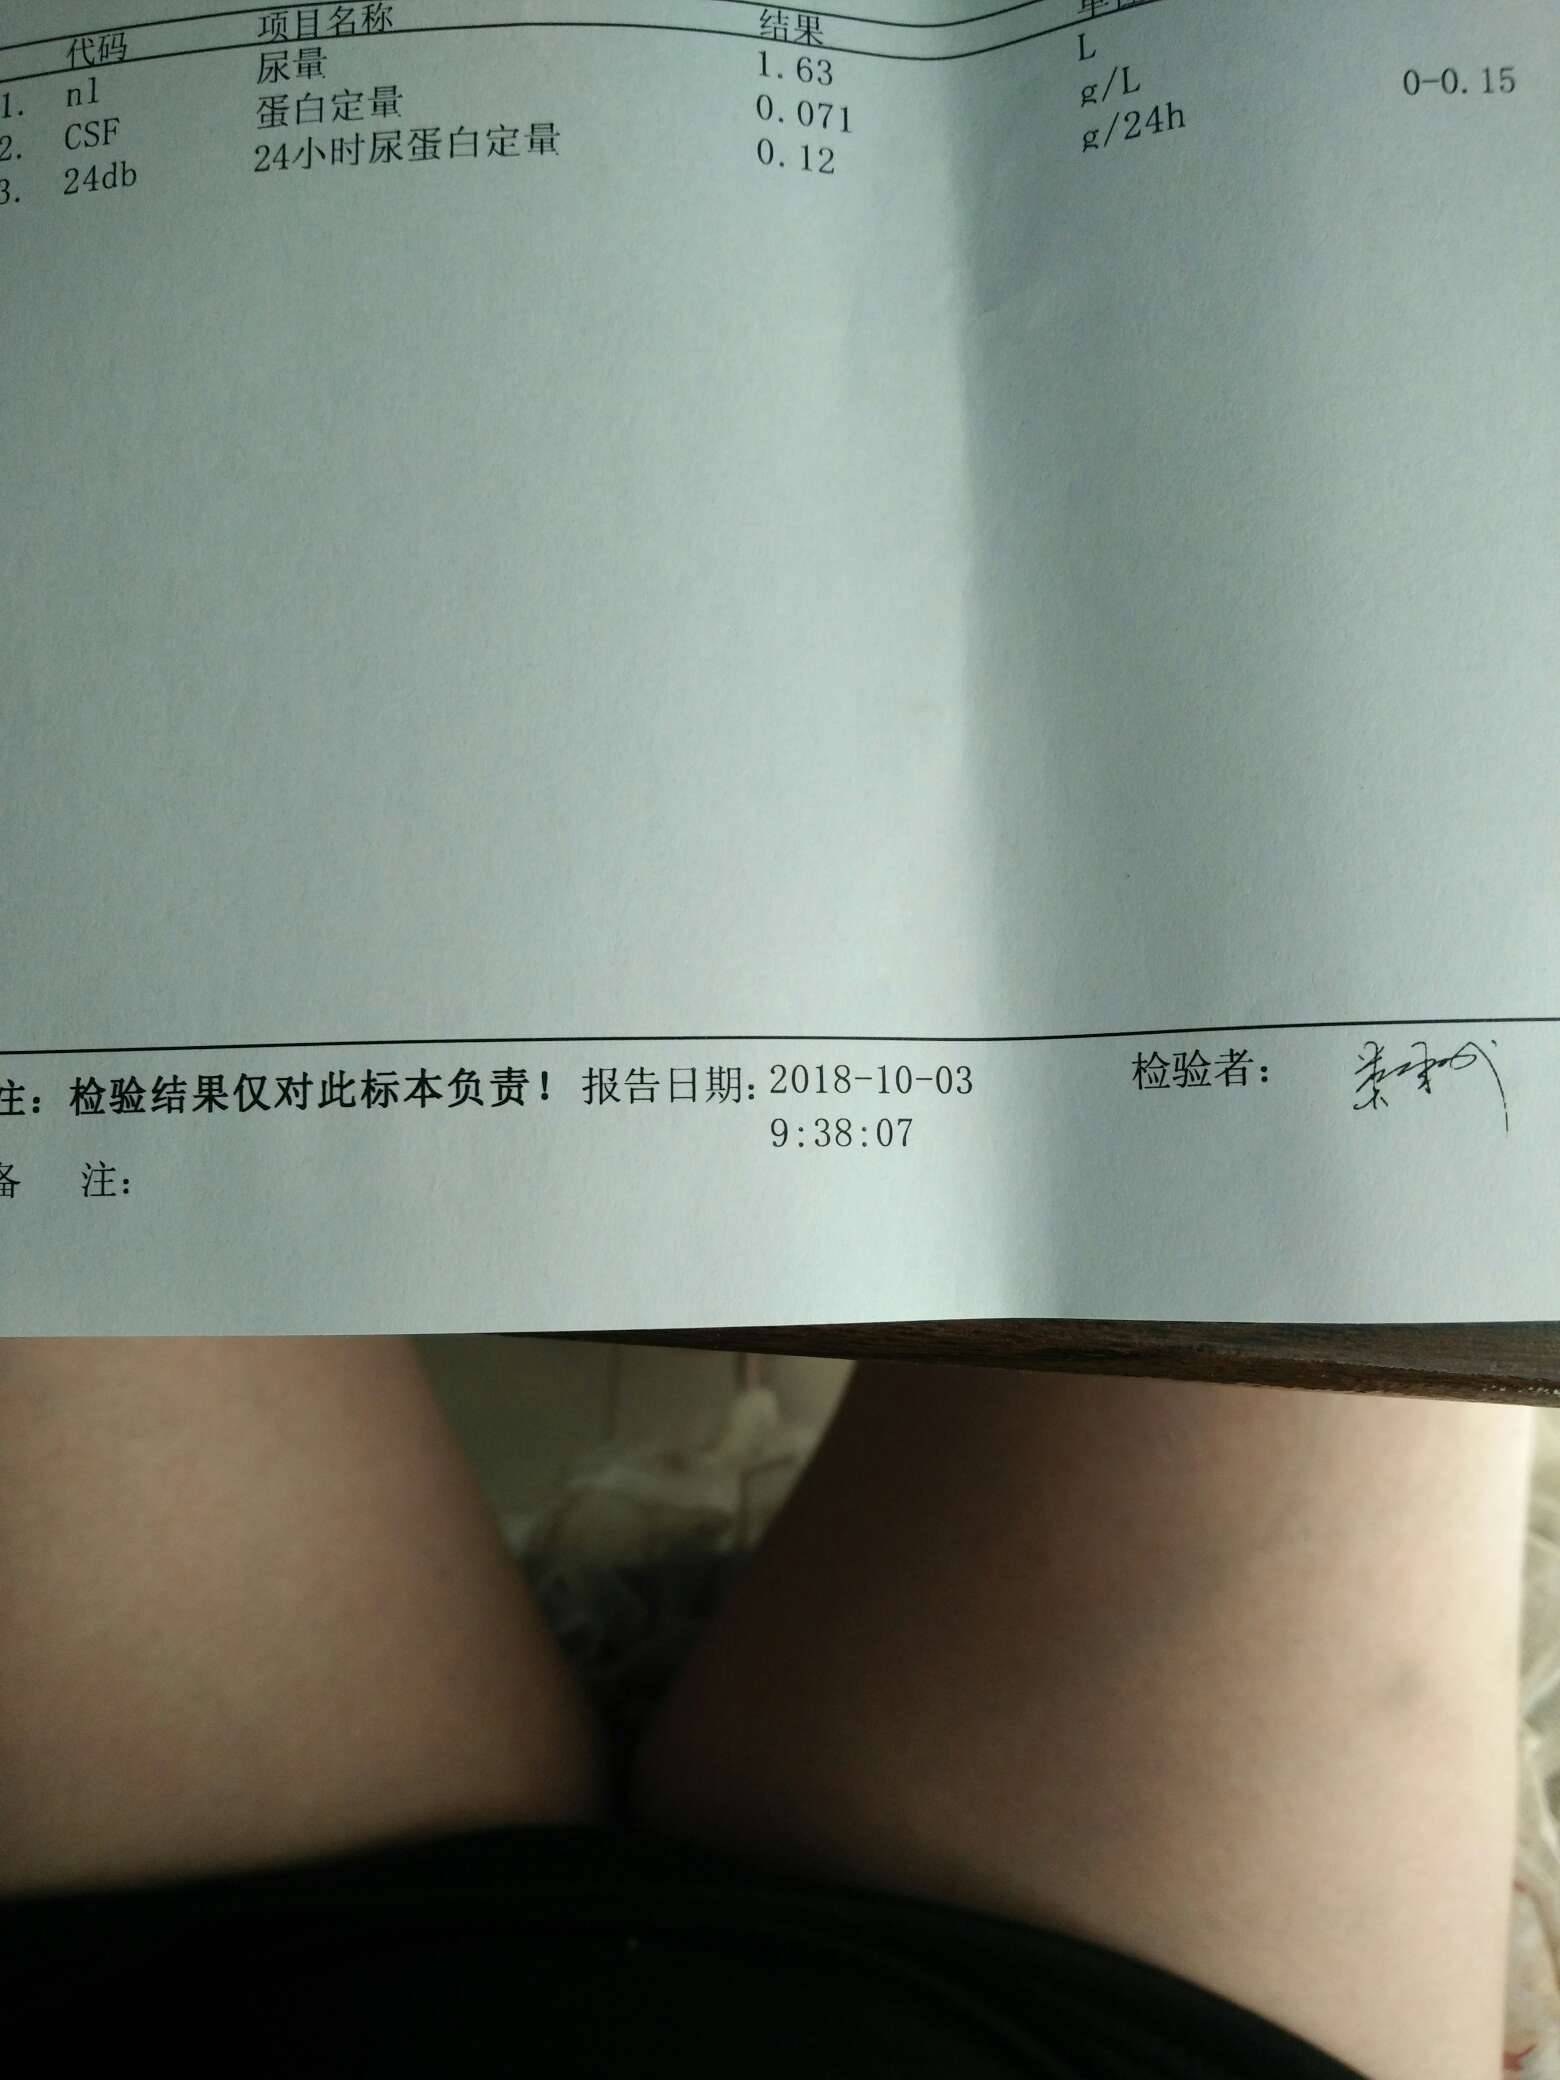 代码 项目名称 结果
1. nl 尿量 1.63 L
2. CSF 蛋白定量 0.071 g/L
3. 24db 24小时尿蛋白定量 0.12 g/24h 0-0.15
注：检验结果仅对此标本负责！ 报告日期：2018-10-03 检验者：
9:38:07
备 注：